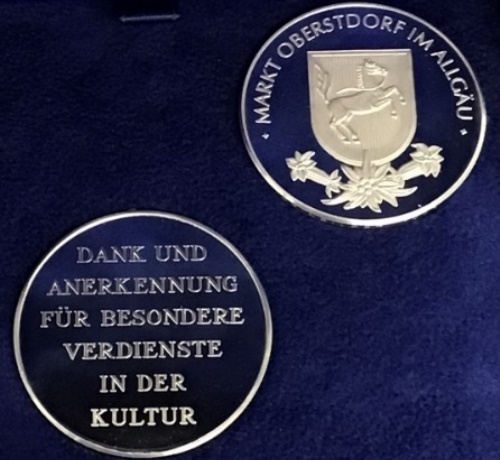 · MARKT OBERSTDORF IM ALLGÄU ·
DANK UND
ANERKENNUNG
FÜR BESONDERE
VERDIENSTE
IN DER
KULTUR